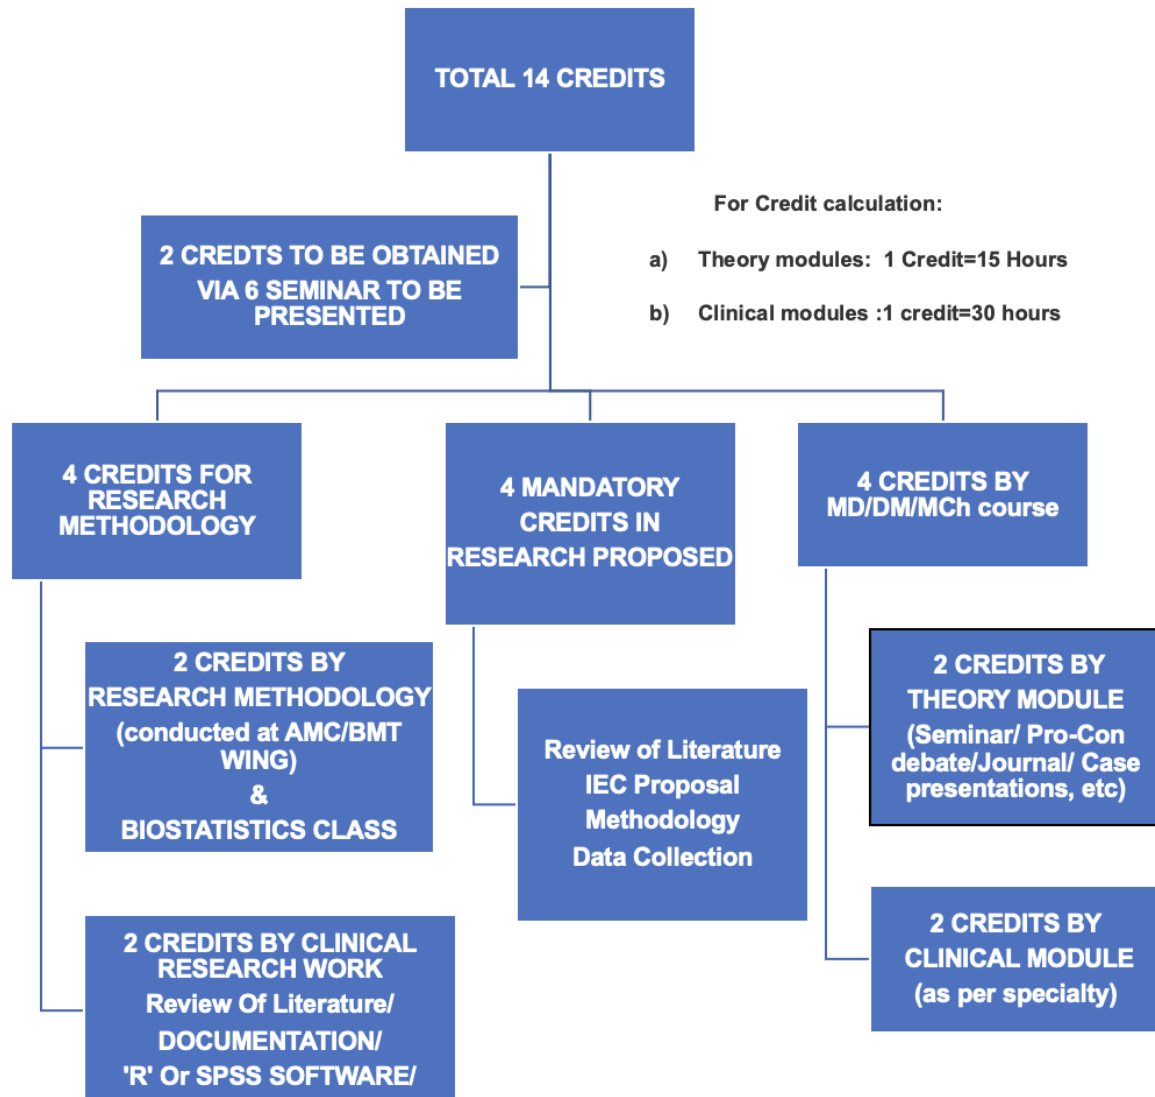 TOTAL 14 CREDITS
2 CREDTS TO BE OBTAINED
VIA 6 SEMINAR TO BE
PRESENTED
For Credit calculation:
a) Theory modules: 1 Credit=15 Hours
b) Clinical modules :1 credit=30 hours
4 CREDITS FOR
RESEARCH
METHODOLOGY
4 MANDATORY
CREDITS IN
RESEARCH PROPOSED
4 CREDITS BY
MD/DM/MCh course
2 CREDITS BY
RESEARCH METHODOLOGY
(conducted at AMC/BMT
WING)
&
BIOSTATISTICS CLASS
2 CREDITS BY CLINICAL
RESEARCH WORK
Review Of Literature/
DOCUMENTATION/
'R' Or SPSS SOFTWARE/
Review of Literature
IEC Proposal
Methodology
Data Collection
2 CREDITS BY
THEORY MODULE
(Seminar/ Pro-Con
debate/Journal/ Case
presentations, etc)
2 CREDITS BY
CLINICAL MODULE
(as per specialty)